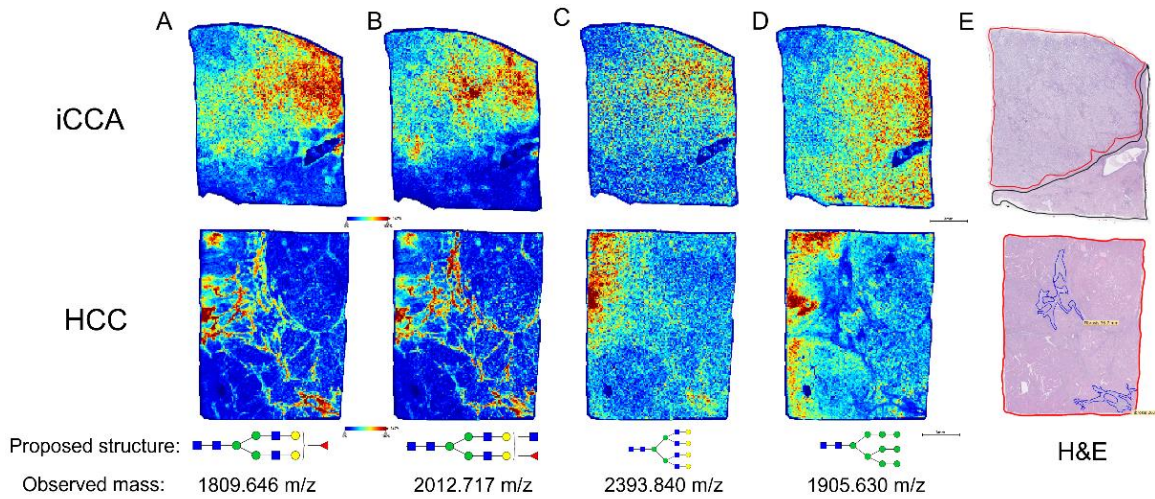 A B C D E
iCCA
HCC
Proposed structure:
H&E
Observed mass: 1809.646 m/z 2012.717 m/z 2393.840 m/z 1905.630 m/z